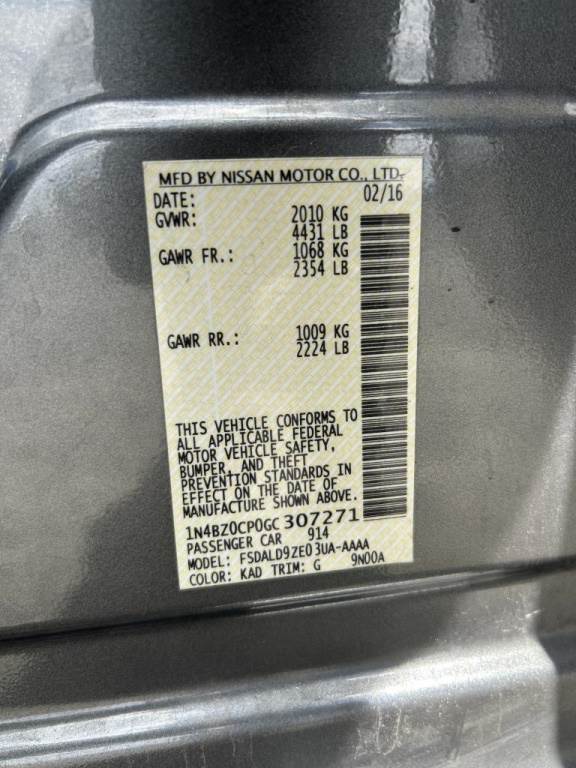 MFD BY NISSAN MOTOR CO., LTD.
DATE: 02/16
GVWR: 2010 KG
4431 LB
GAWR FR.: 1068 KG
2354 LB
GAWR RR.: 1009 KG
2224 LB
THIS VEHICLE CONFORMS TO
ALL APPLICABLE FEDERAL
MOTOR VEHICLE SAFETY,
BUMPER, AND THEFT
PREVENTION STANDARDS IN
EFFECT ON THE DATE OF
MANUFACTURE SHOWN ABOVE.
1N4BZ0CP0GC307271
PASSENGER CAR 914
MODEL: FSDALD9ZE03UA-AAAA
COLOR: KAD TRIM: G 9N00A